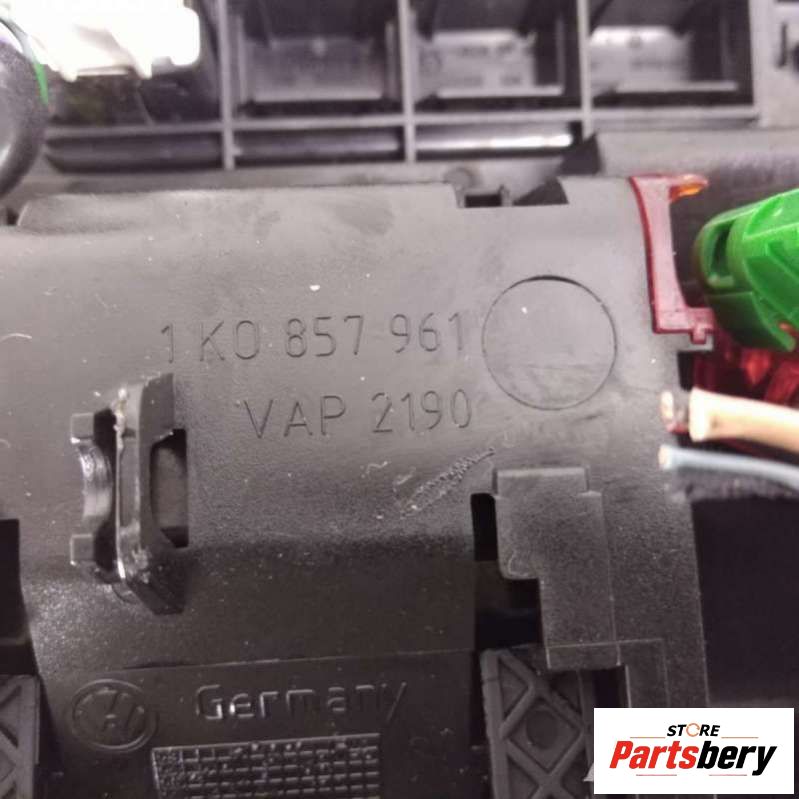 1K0 857 961
VAP 2190
Germany
STORE
Partsbery